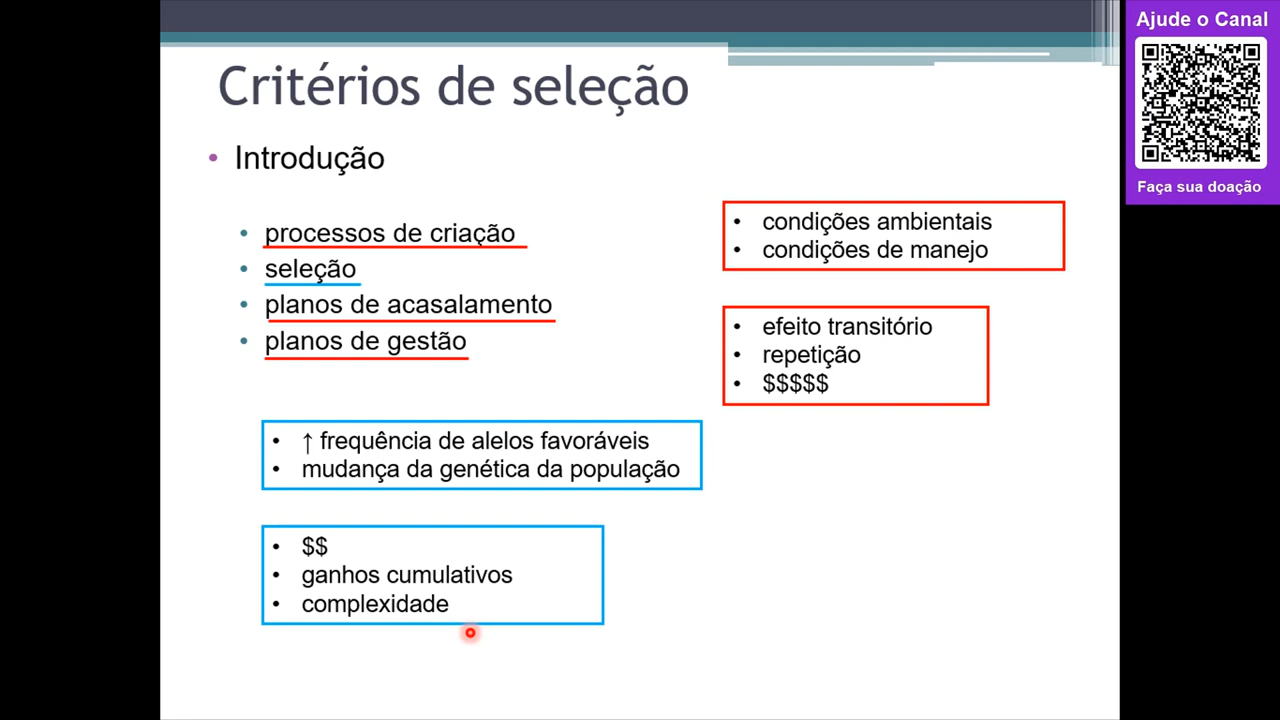 Critérios de seleção
• Introdução
• processos de criação
• seleção
• planos de acasalamento
• planos de gestão
• condições ambientais
• condições de manejo
• efeito transitório
• repetição
• $$$$$
• ↑ frequência de alelos favoráveis
• mudança da genética da população
• $$
• ganhos cumulativos
• complexidade
Ajude o Canal
Faça sua doação